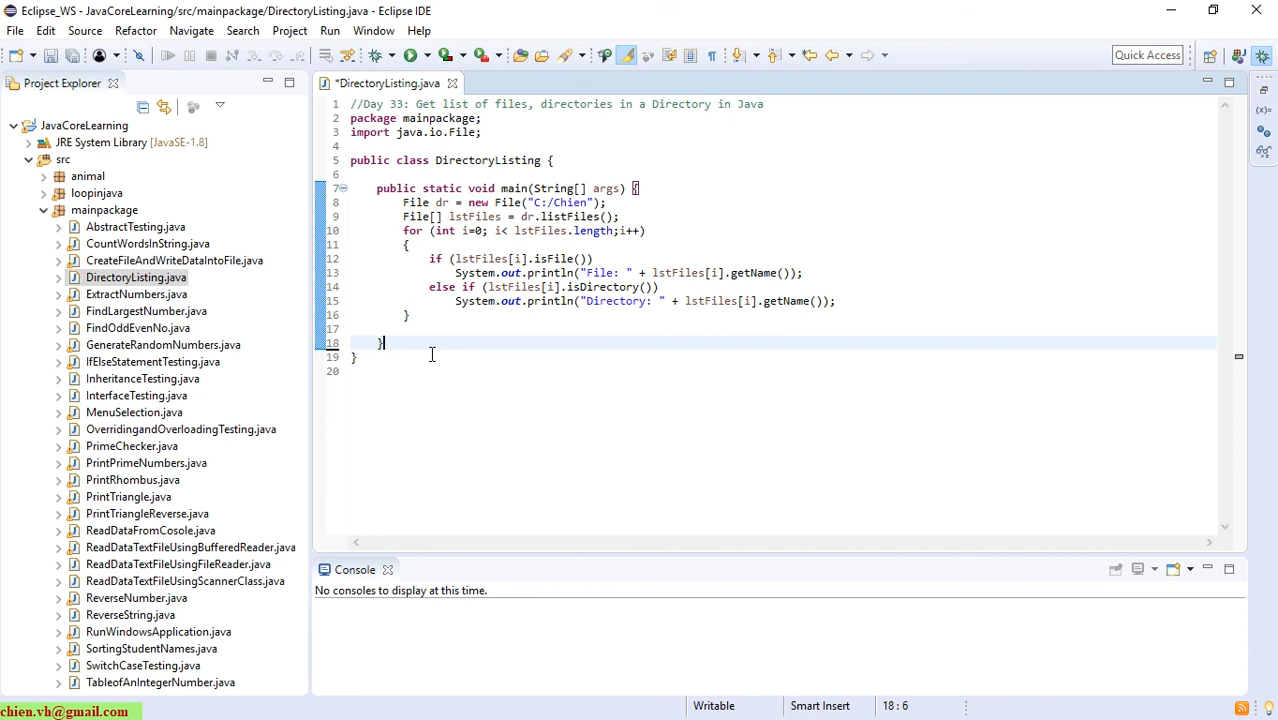 Eclipse_WS - JavaCoreLearning/src/mainpackage/DirectoryListing.java - Eclipse IDE
File Edit Source Refactor Navigate Search Project Run Window Help
Quick Access
Project Explorer
JavaCoreLearning
JRE System Library [JavaSE-1.8]
src
animal
loopinjava
mainpackage
AbstractTesting.java
CountWordsInString.java
CreateFileAndWriteDataIntoFile.java
DirectoryListing.java
ExtractNumbers.java
FindLargestNumber.java
FindOddEvenNo.java
GenerateRandomNumbers.java
IfElseStatementTesting.java
InheritanceTesting.java
InterfaceTesting.java
MenuSelection.java
OverridingandOverloadingTesting.java
PrimeChecker.java
PrintPrimeNumbers.java
PrintRhombus.java
PrintTriangle.java
PrintTriangleReverse.java
ReadDataFromCosole.java
ReadDataTextFileUsingBufferedReader.java
ReadDataTextFileUsingFileReader.java
ReadDataTextFileUsingScannerClass.java
ReverseNumber.java
ReverseString.java
RunWindowsApplication.java
SortingStudentNames.java
SwitchCaseTesting.java
TableofAnIntegerNumber.java
*DirectoryListing.java
1 //Day 33: Get list of files, directories in a Directory in Java
2 package mainpackage;
3 import java.io.File;
4
5 public class DirectoryListing {
6
7 public static void main(String[] args) {
8 File dr = new File("C:/Chien");
9 File[] lstFiles = dr.listFiles();
10 for (int i=0; i< lstFiles.length;i++)
11 {
12 if (lstFiles[i].isFile())
13 System.out.println("File: " + lstFiles[i].getName());
14 else if (lstFiles[i].isDirectory())
15 System.out.println("Directory: " + lstFiles[i].getName());
16 }
17
18 }
19 }
20
Console
No consoles to display at this time.
Writable Smart Insert 18 : 6
chien.vh@gmail.com